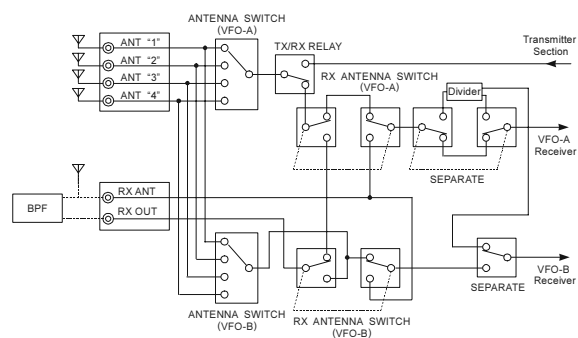 ANTENNA SWITCH
(VFO-A)
ANT “1”
ANT “2”
ANT “3”
ANT “4”
TX/RX RELAY
Transmitter
Section
RX ANTENNA SWITCH
(VFO-A)
Divider
VFO-A
Receiver
SEPARATE
BPF
RX ANT
RX OUT
VFO-B
Receiver
SEPARATE
ANTENNA SWITCH
(VFO-B)
RX ANTENNA SWITCH
(VFO-B)